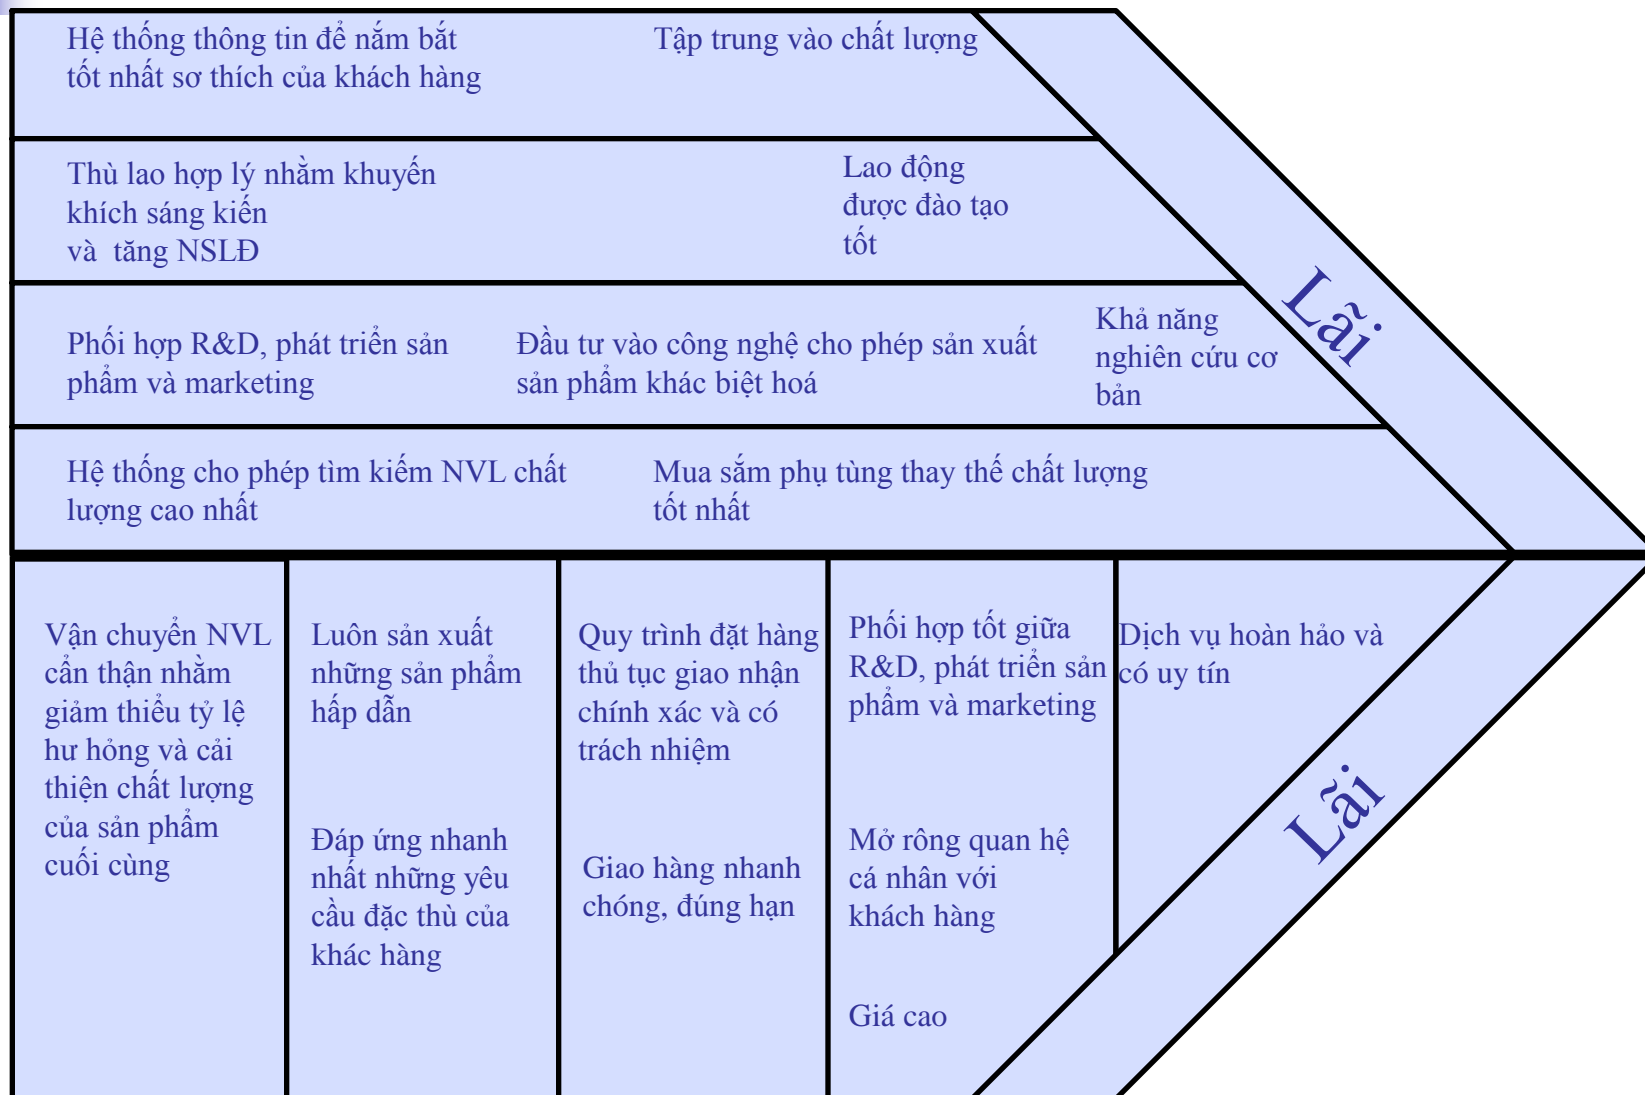 Hệ thống thông tin để nắm bắt
tốt nhất sơ thích của khách hàng
Tập trung vào chất lượng
Thù lao hợp lý nhằm khuyến
khích sáng kiến
và tăng NSLĐ
Lao động
được đào tạo
tốt
Phối hợp R&D, phát triển sản
phẩm và marketing
Đầu tư vào công nghệ cho phép sản xuất
sản phẩm khác biệt hoá
Khả năng
nghiên cứu cơ
bản
Lãi
Hệ thống cho phép tìm kiếm NVL chất
lượng cao nhất
Mua sắm phụ tùng thay thế chất lượng
tốt nhất
Vận chuyển NVL
cẩn thận nhằm
giảm thiểu tỷ lệ
hư hỏng và cải
thiện chất lượng
của sản phẩm
cuối cùng
Luôn sản xuất
những sản phẩm
hấp dẫn
Đáp ứng nhanh
nhất những yêu
cầu đặc thù của
khác hàng
Quy trình đặt hàng
thủ tục giao nhận
chính xác và có
trách nhiệm
Giao hàng nhanh
chóng, đúng hạn
Phối hợp tốt giữa
R&D, phát triển sản
phẩm và marketing
Mở rông quan hệ
cá nhân với
khách hàng
Giá cao
Dịch vụ hoàn hảo và
có uy tín
Lãi